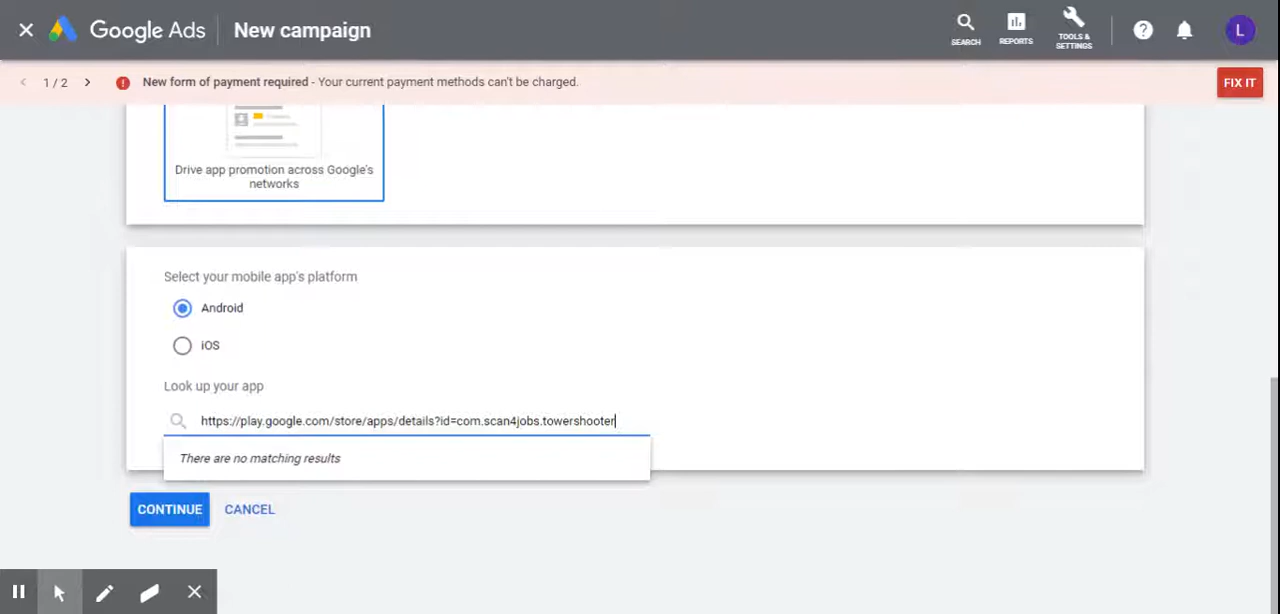 Google Ads New campaign
SEARCH
REPORTS
TOOLS &
SETTINGS
L
1 / 2
New form of payment required - Your current payment methods can't be charged.
FIX IT
Drive app promotion across Google's
networks
Select your mobile app's platform
Android
iOS
Look up your app
https://play.google.com/store/apps/details?id=com.scan4jobs.towershooter
There are no matching results
CONTINUE CANCEL